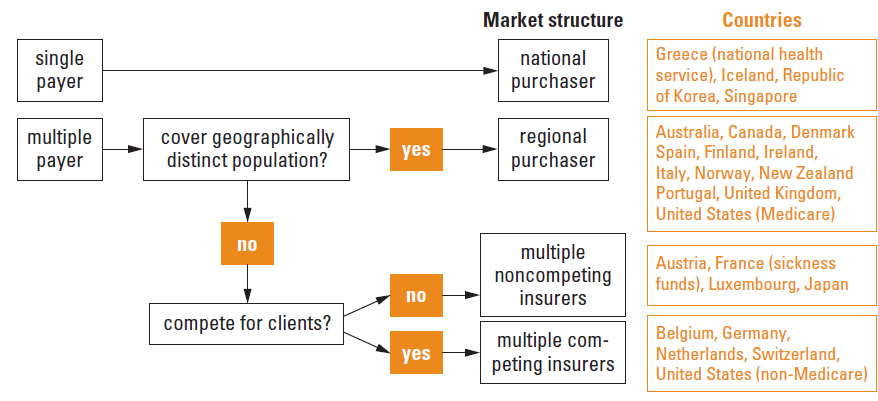 Market structure
Countries
single
payer
national
purchaser
Greece (national health
service), Iceland, Republic
of Korea, Singapore
multiple
payer
cover geographically
distinct population?
yes
regional
purchaser
Australia, Canada, Denmark
Spain, Finland, Ireland,
Italy, Norway, New Zealand
Portugal, United Kingdom,
United States (Medicare)
no
compete for clients?
no
multiple
noncompeting
insurers
Austria, France (sickness
funds), Luxembourg, Japan
yes
multiple com-
peting insurers
Belgium, Germany,
Netherlands, Switzerland,
United States (non-Medicare)